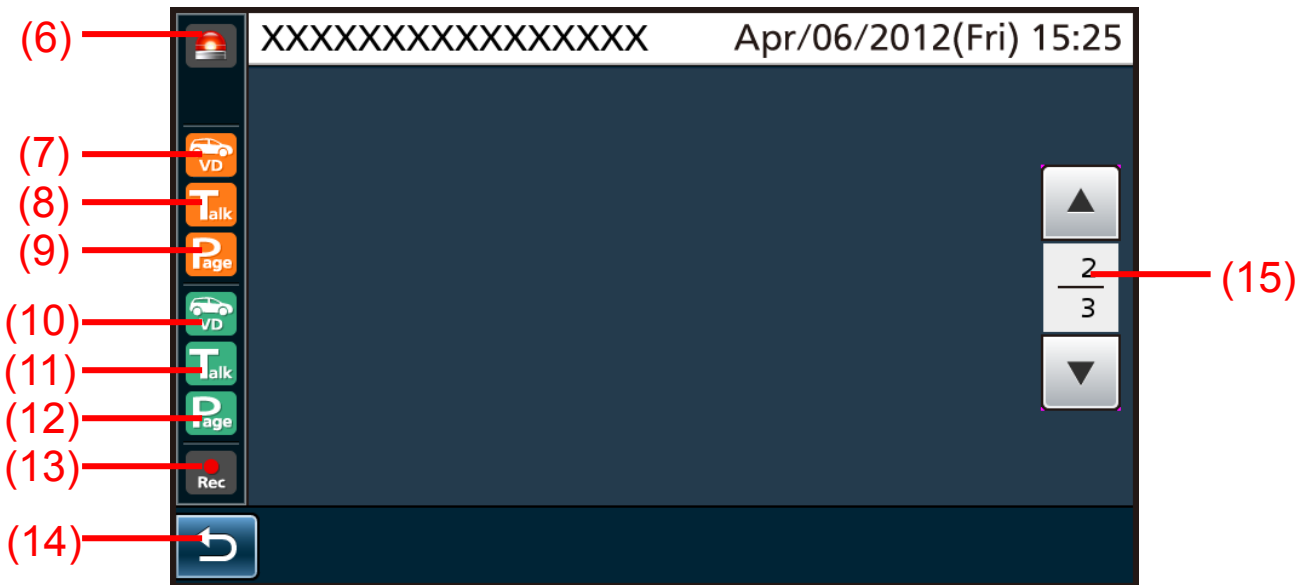 (6)
XXXXXXXXXXXXXXXXX Apr/06/2012(Fri) 15:25
(7)
VD
(8)
Talk
(9)
Page
(10)
VD
(11)
Talk
(12)
Page
(13)
Rec
(14)
▲
2
3
▼
(15)